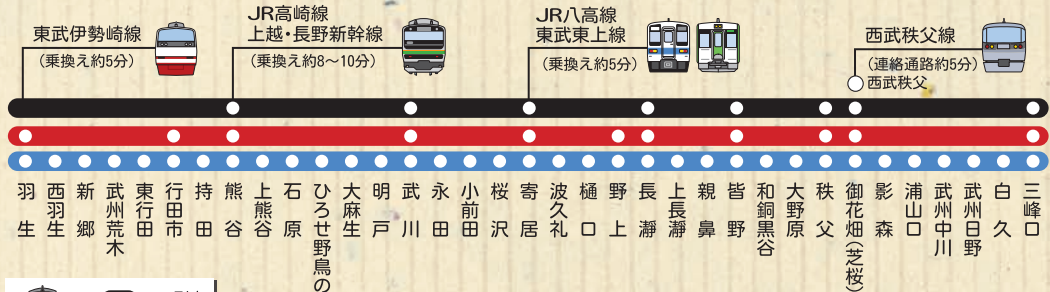 東武伊勢崎線
(乗換え約5分)
JR高崎線
上越・長野新幹線
(乗換え約8〜10分)
JR八高線
東武東上線
(乗換え約5分)
西武秩父線
(連絡通路約5分)
西武秩父
羽生
西羽生
新郷
武州荒木
東行田
行田市
持田
熊谷
上熊谷
石原
ひろせ野鳥の
大麻生
明戸
武川
永田
小前田
桜沢
寄居
波久礼
樋口
野上
長瀞
上長瀞
親鼻
皆野
和銅黒谷
大野原
秩父
御花畑(芝桜)
影森
浦山口
武州中川
武州日野
白久
三峰口